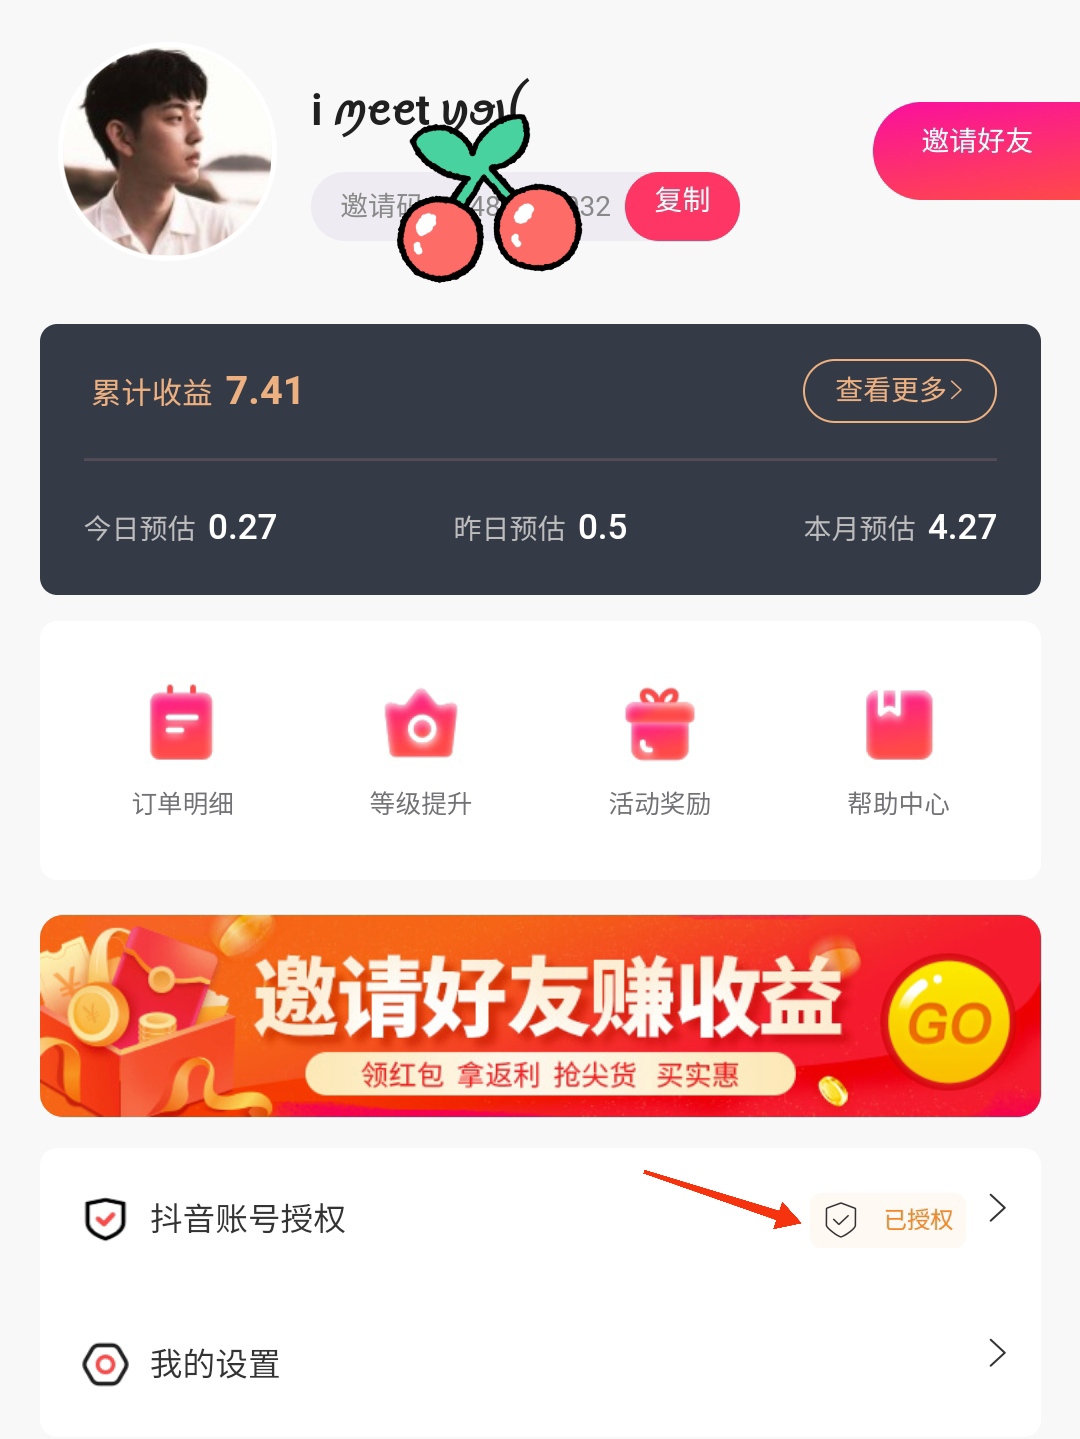 i meet you
邀请好友
邀请码 48 032
复制
累计收益 7.41
查看更多>
今日预估 0.27
昨日预估 0.5
本月预估 4.27
订单明细
等级提升
活动奖励
帮助中心
邀请好友赚收益
GO
领红包 拿返利 抢尖货 买实惠
抖音账号授权
已授权
我的设置